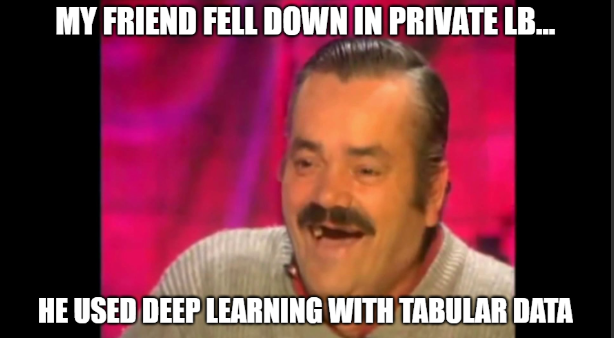 MY FRIEND FELL DOWN IN PRIVATE LB...
HE USED DEEP LEARNING WITH TABULAR DATA